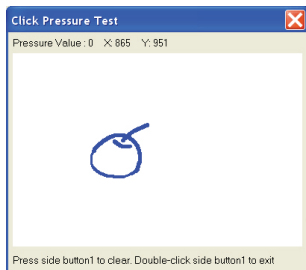 Click Pressure Test
Pressure Value : 0 X: 865 Y: 951
Press side button1 to clear. Double-click side button1 to exit